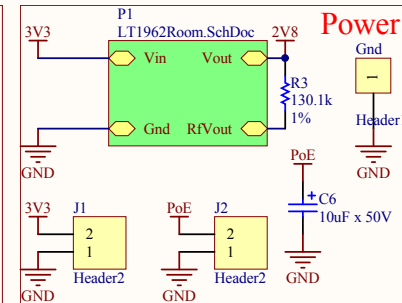 P1
LT1962Room.SchDoc
Power
3V3
2V8
Gnd
Vin
Vout
R3
130.1k
1%
1
Gnd
RfVout
Header
GND
GND
PoE
3V3
J1
PoE
J2
C6
10uF x 50V
2
1
2
1
Header2
Header2
GND
GND
GND